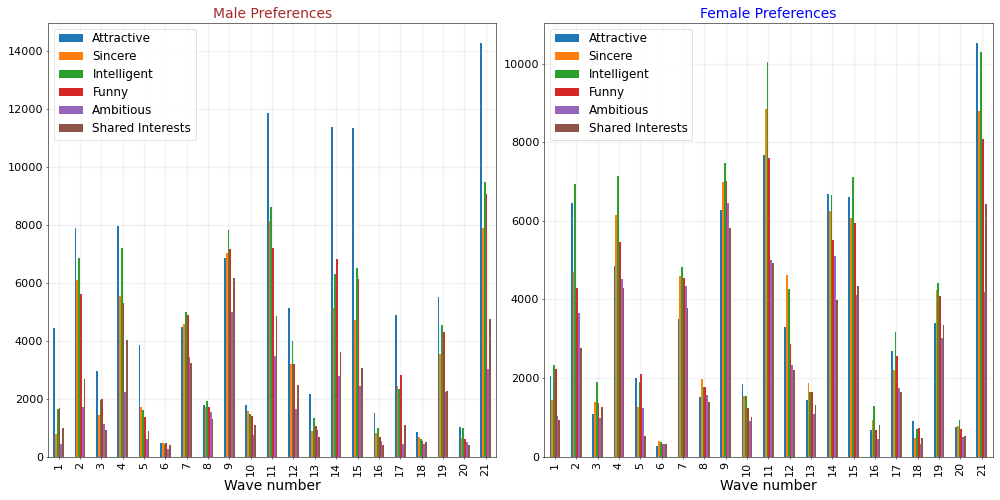 Male Preferences
Attractive
Sincere
Intelligent
Funny
Ambitious
Shared Interests
14000
12000
10000
8000
6000
4000
2000
0
1 2 3 4 5 6 7 8 9 10 11 12 13 14 15 16 17 18 19 20 21
Wave number
Female Preferences
Attractive
Sincere
Intelligent
Funny
Ambitious
Shared Interests
10000
8000
6000
4000
2000
0
1 2 3 4 5 6 7 8 9 10 11 12 13 14 15 16 17 18 19 20 21
Wave number